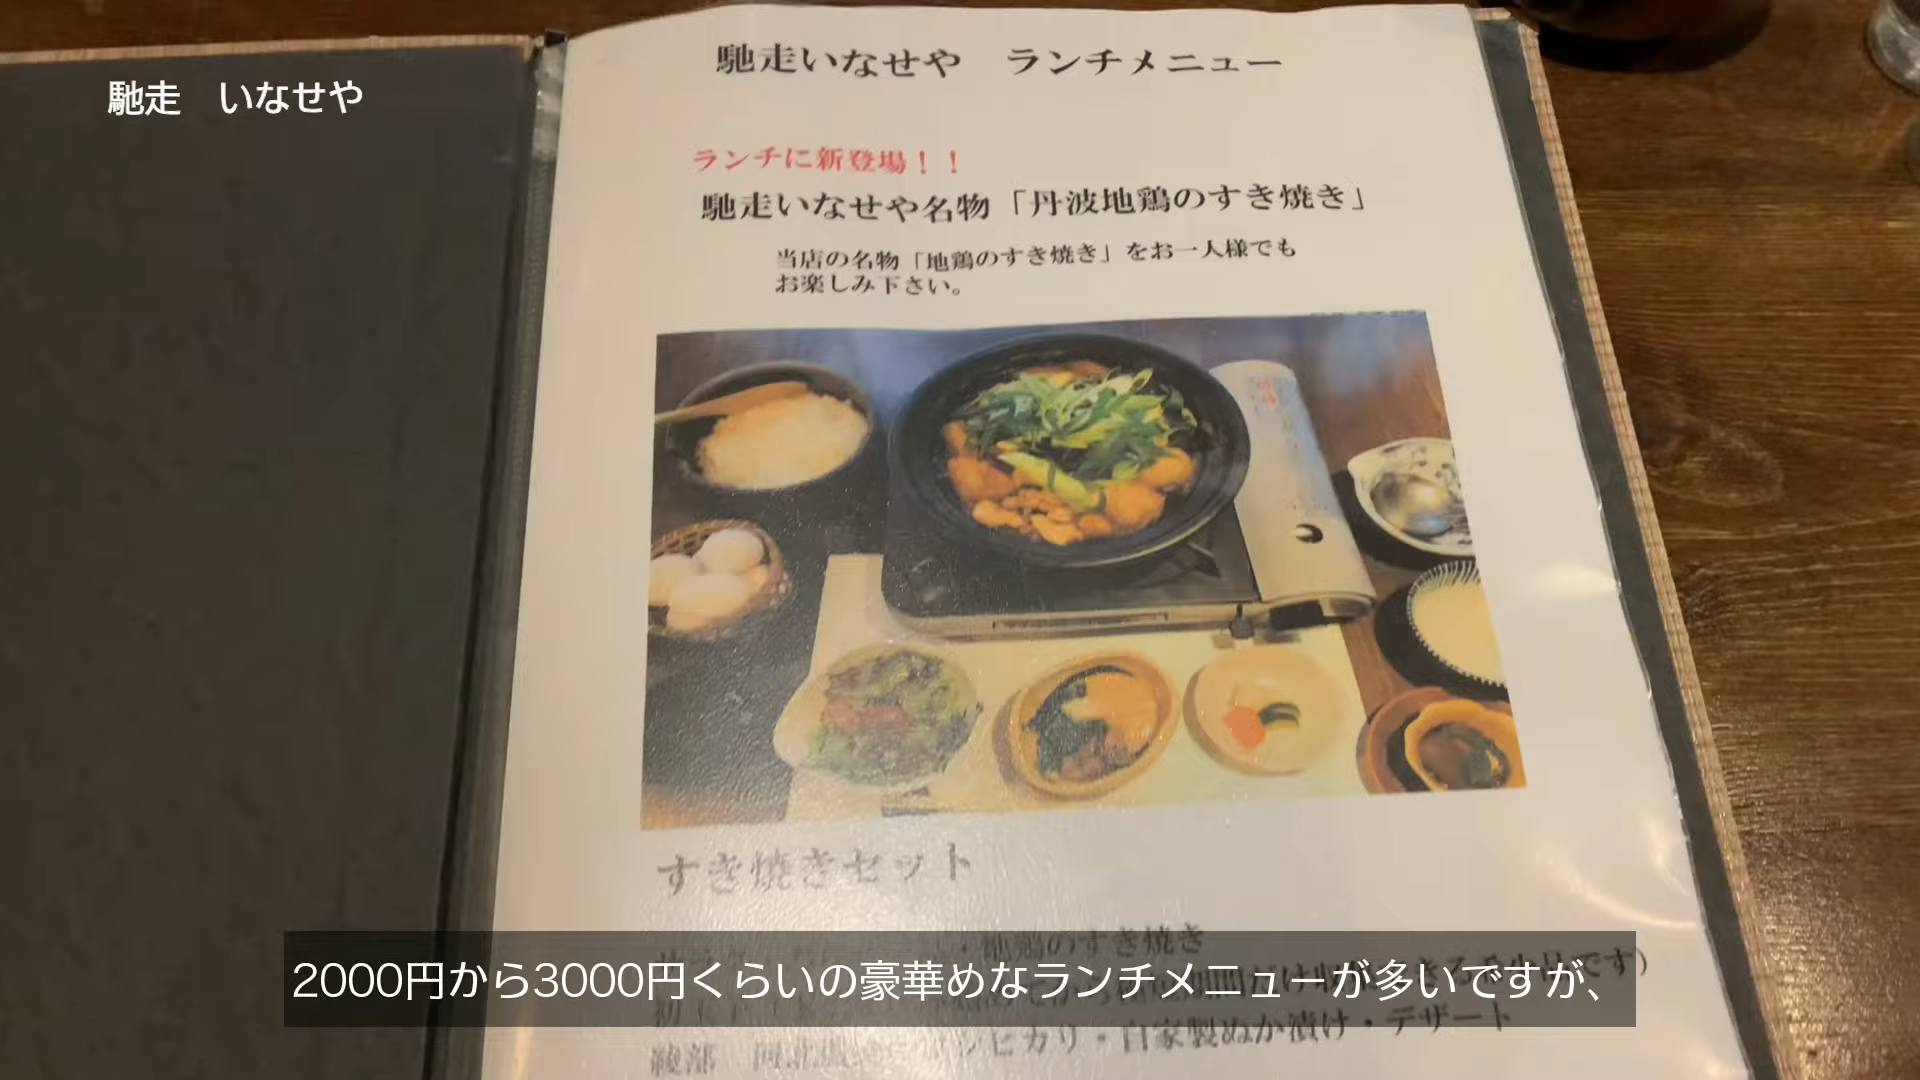 馳走　いなせや
馳走いなせや　ランチメニュー
ランチに新登場！！
馳走いなせや名物「丹波地鶏のすき焼き」
当店の名物「地鶏のすき焼き」をお一人様でも
お楽しみ下さい。
すき焼きセット
・地鶏のすき焼き
2000円から3000円くらいの豪華めなランチメニューが多いですが、
綾部　シヒカリ・自家製ぬか漬け・デザート